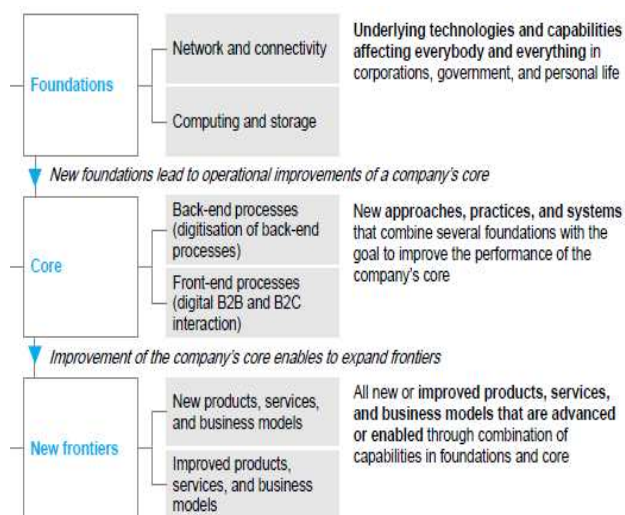 Foundations
Network and connectivity
Computing and storage
Underlying technologies and capabilities
affecting everybody and everything in
corporations, government, and personal life
New foundations lead to operational improvements of a company's core
Core
Back-end processes
(digitisation of back-end
processes)
Front-end processes
(digital B2B and B2C
interaction)
New approaches, practices, and systems
that combine several foundations with the
goal to improve the performance of the
company's core
Improvement of the company's core enables to expand frontiers
New frontiers
New products, services,
and business models
Improved products,
services, and business
models
All new or improved products, services,
and business models that are advanced
or enabled through combination of
capabilities in foundations and core